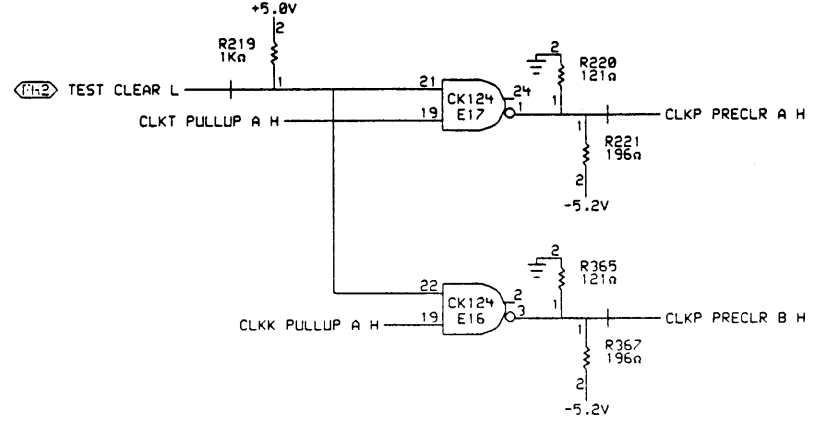 +5.0V
2
R219
1KΩ
1
TEST CLEAR L
21
CK124
E17
24
1
CLKT PULLUP A H
19
2
R220
121Ω
1
CLKP PRECLR A H
1
R221
196Ω
2
-5.2V
22
CK124
E16
2
3
CLKK PULLUP A H
19
2
R365
121Ω
1
CLKP PRECLR B H
1
R367
196Ω
2
-5.2V